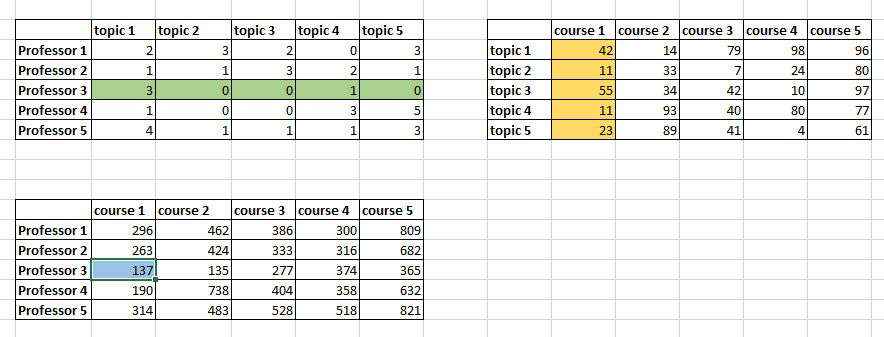 topic 1 topic 2 topic 3 topic 4 topic 5 course 1 course 2 course 3 course 4 course 5
Professor 1 2 3 2 0 3 topic 1 42 14 79 98 96
Professor 2 1 1 3 2 1 topic 2 11 33 7 24 80
Professor 3 3 0 0 1 0 topic 3 55 34 42 10 97
Professor 4 1 0 0 3 5 topic 4 11 93 40 80 77
Professor 5 4 1 1 1 3 topic 5 23 89 41 4 61
course 1 course 2 course 3 course 4 course 5
Professor 1 296 462 386 300 809
Professor 2 263 424 333 316 682
Professor 3 137 135 277 374 365
Professor 4 190 738 404 358 632
Professor 5 314 483 528 518 821